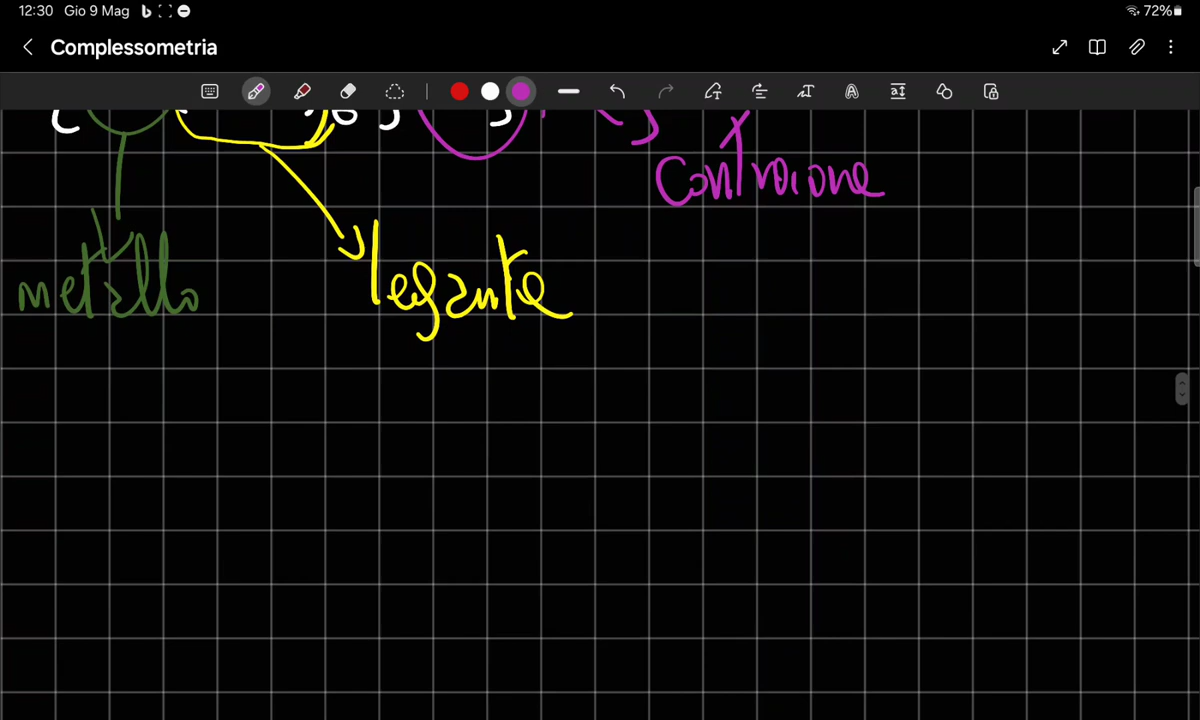 12:30 Gio 9 Mag 72%
Complessometria
controione
metallo
legante